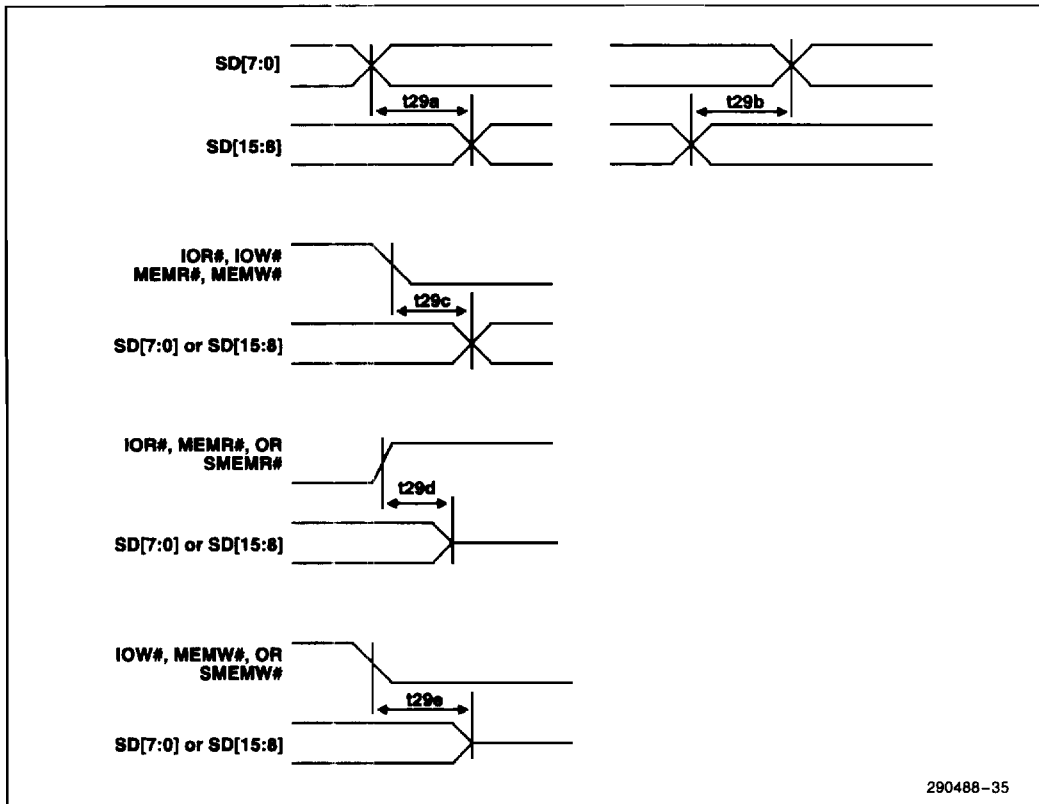 SD[7:0]
t29a
t29b
SD[15:8]
IOR#, IOW#
MEMR#, MEMW#
t29c
SD[7:0] or SD[15:8]
IOR#, MEMR#, OR
SMEMR#
t29d
SD[7:0] or SD[15:8]
IOW#, MEMW#, OR
SMEMW#
t29e
SD[7:0] or SD[15:8]
290488-35